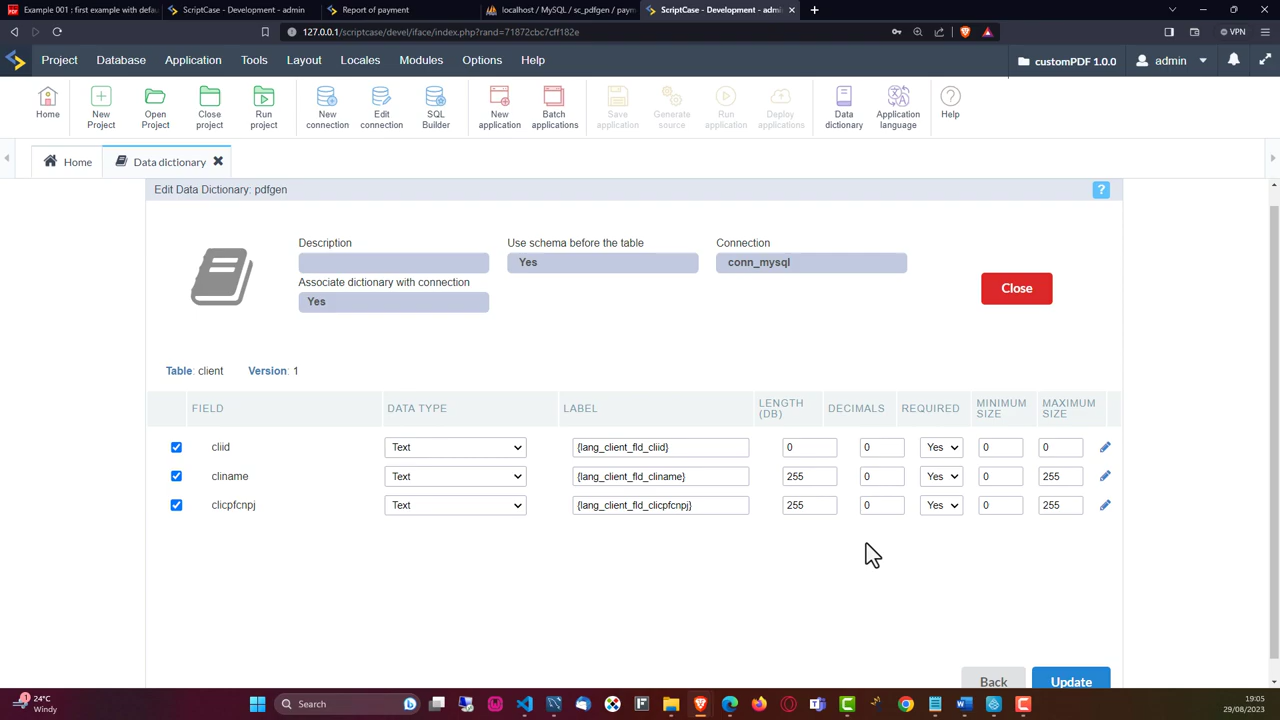 Example 001 : first example with defau
ScriptCase - Development - admin
Report of payment
localhost / MySQL / sc_pdfgen / paym
ScriptCase - Development - admi
127.0.0.1/scriptcase/devel/iface/index.php?rand=71872cbc7cff182e
VPN
Project Database Application Tools Layout Locales Modules Options Help
customPDF 1.0.0
admin
Home
New Project
Open Project
Close project
Run project
New connection
Edit connection
SQL Builder
New application
Batch applications
Save application
Generate source
Run application
Deploy applications
Data dictionary
Application language
Help
Home
Data dictionary
Edit Data Dictionary: pdfgen
?
Description
Use schema before the table
Connection
Yes
conn_mysql
Associate dictionary with connection
Yes
Close
Table: client Version: 1
FIELD DATA TYPE LABEL LENGTH (DB) DECIMALS REQUIRED MINIMUM SIZE MAXIMUM SIZE
cliid Text {lang_client_fld_cliid} 0 0 Yes 0 0
cliname Text {lang_client_fld_cliname} 255 0 Yes 0 255
clicpfcnpj Text {lang_client_fld_clicpfcnpj} 255 0 Yes 0 255
Back
Update
1
24°C
Windy
Search
19:05
29/08/2023